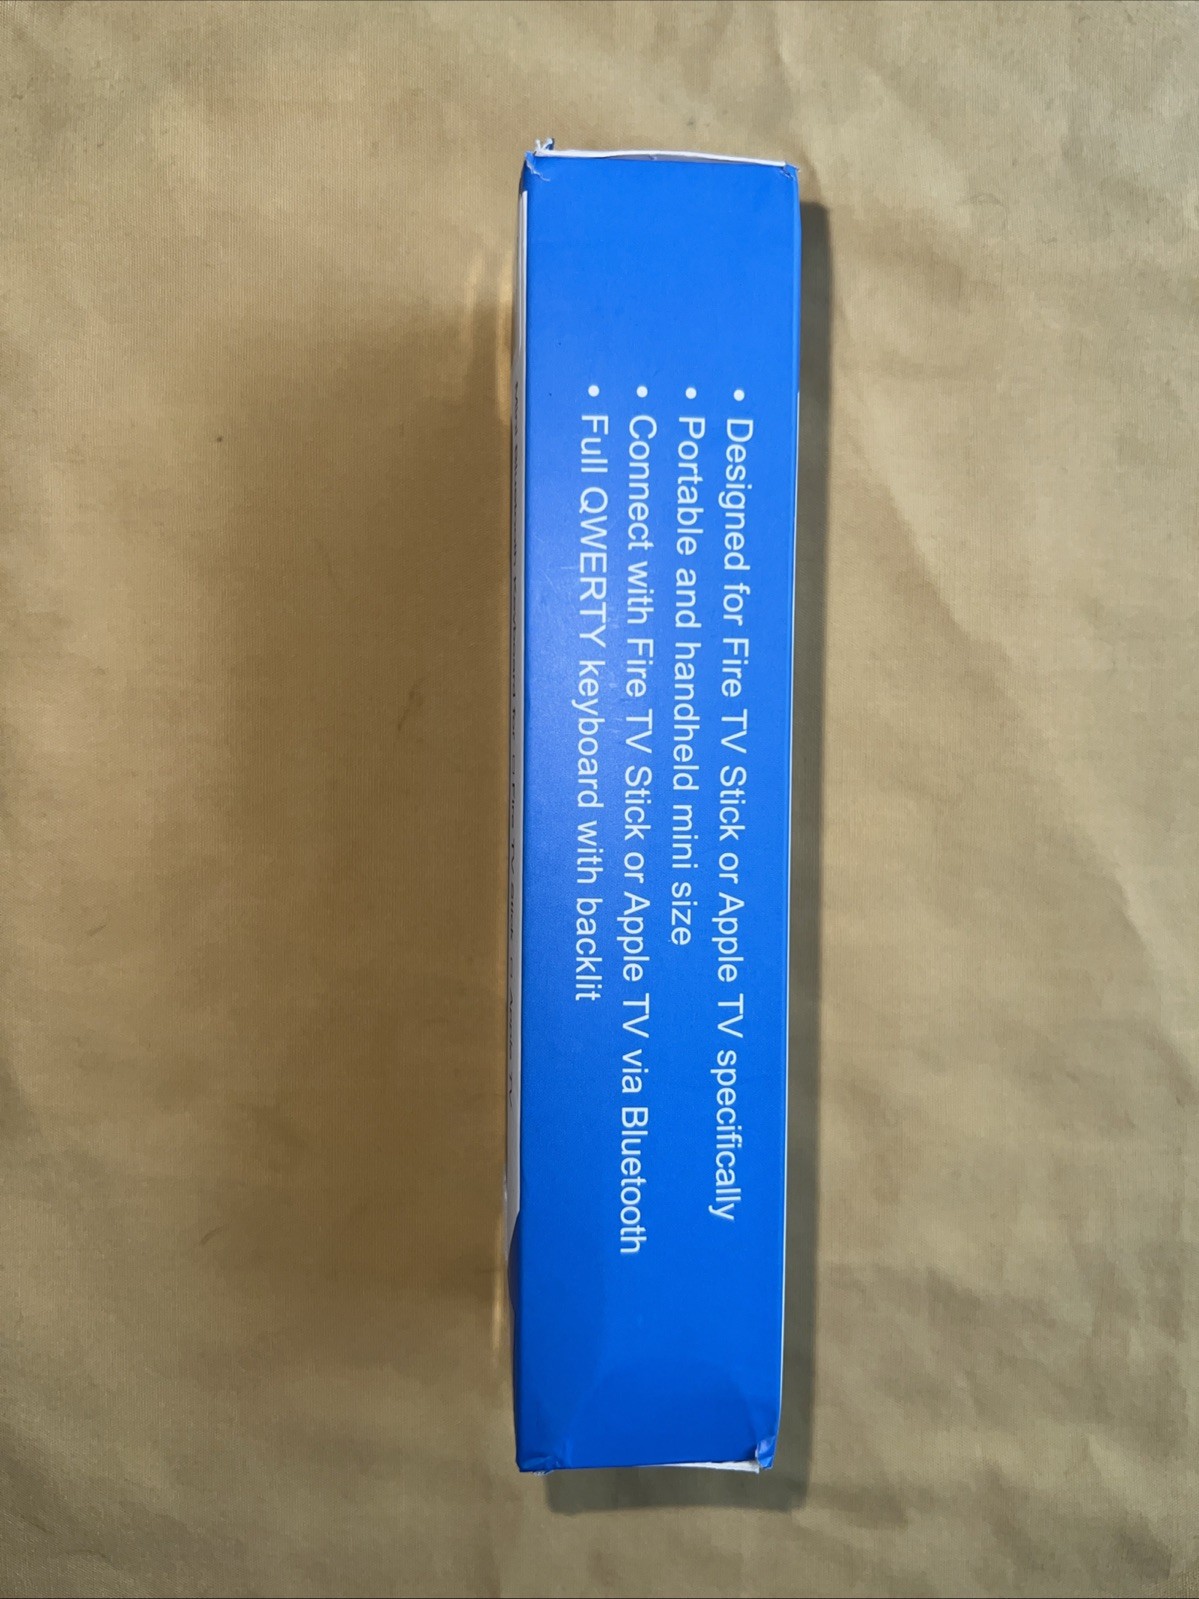 • Designed for Fire TV Stick or Apple TV specifically
• Portable and handheld mini size
• Connect with Fire TV Stick or Apple TV via Bluetooth
• Full QWERTY keyboard with backlit